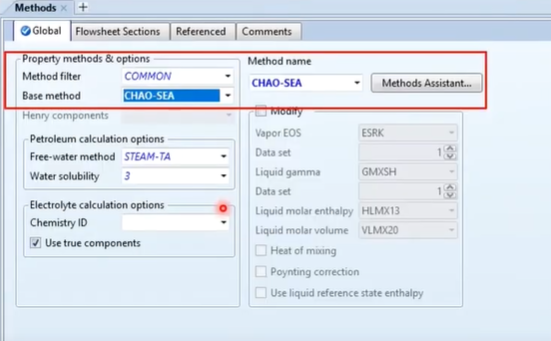 Methods × +
Global Flowsheet Sections Referenced Comments
Property methods & options
Method filter COMMON
Base method CHAO-SEA
Henry components
Petroleum calculation options
Free-water method STEAM-TA
Water solubility 3
Electrolyte calculation options
Chemistry ID
Use true components
Method name
CHAO-SEA Methods Assistant...
Modify
Vapor EOS ESRK
Data set 1
Liquid gamma GMXSH
Data set 1
Liquid molar enthalpy HLMX13
Liquid molar volume VLMX20
Heat of mixing
Poynting correction
Use liquid reference state enthalpy